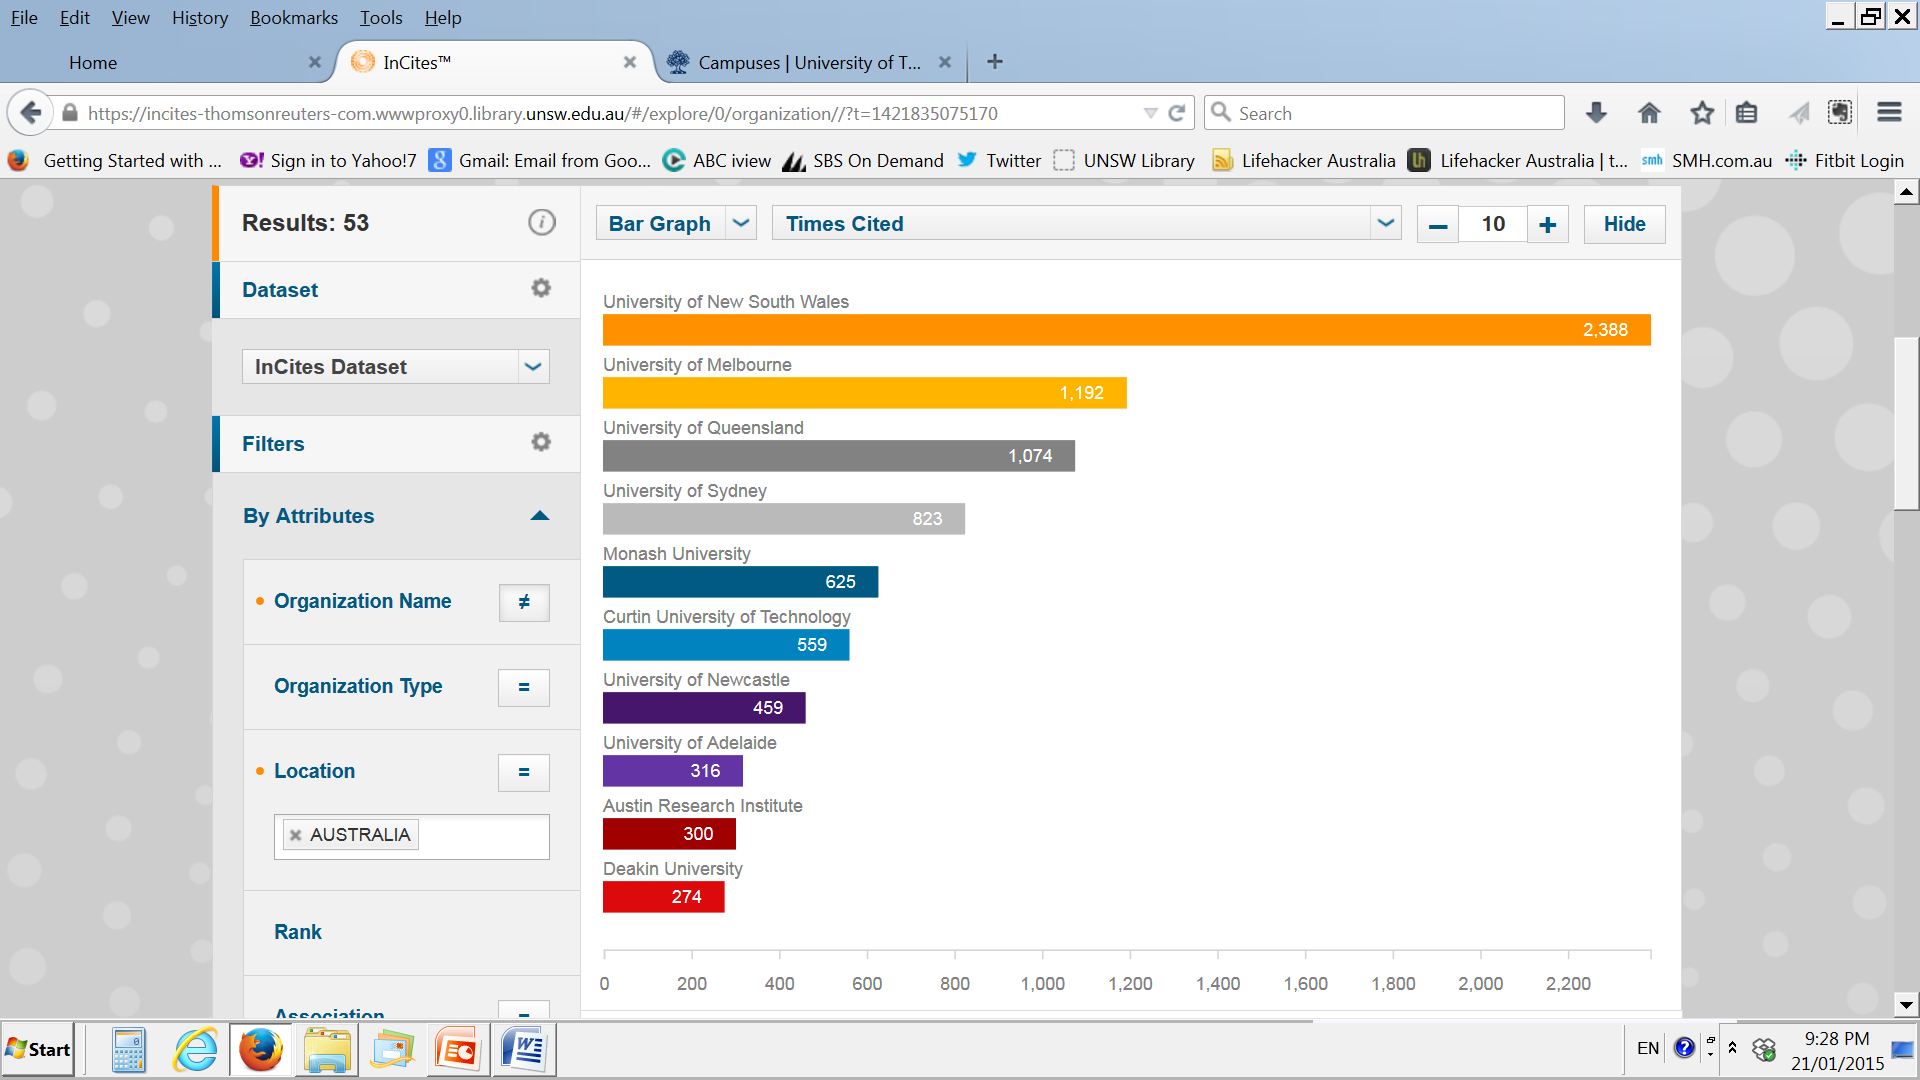 File Edit View History Bookmarks Tools Help
Home InCites™ Campuses | University of T...
https://incites-thomsonreuters-com.wwwproxy0.library.unsw.edu.au/#/explore/0/organization//?t=1421835075170 Search
Getting Started with ... Sign in to Yahoo!7 Gmail: Email from Goo... ABC iview SBS On Demand Twitter UNSW Library Lifehacker Australia Lifehacker Australia | t... smh SMH.com.au Fitbit Login
Results: 53
Dataset
InCites Dataset
Filters
By Attributes
Organization Name ≠
Organization Type =
Location =
AUSTRALIA
Rank
Association
Bar Graph Times Cited – 10 + Hide
University of New South Wales
2,388
University of Melbourne
1,192
University of Queensland
1,074
University of Sydney
823
Monash University
625
Curtin University of Technology
559
University of Newcastle
459
University of Adelaide
316
Austin Research Institute
300
Deakin University
274
0 200 400 600 800 1,000 1,200 1,400 1,600 1,800 2,000 2,200
Start EN 9:28 PM
21/01/2015